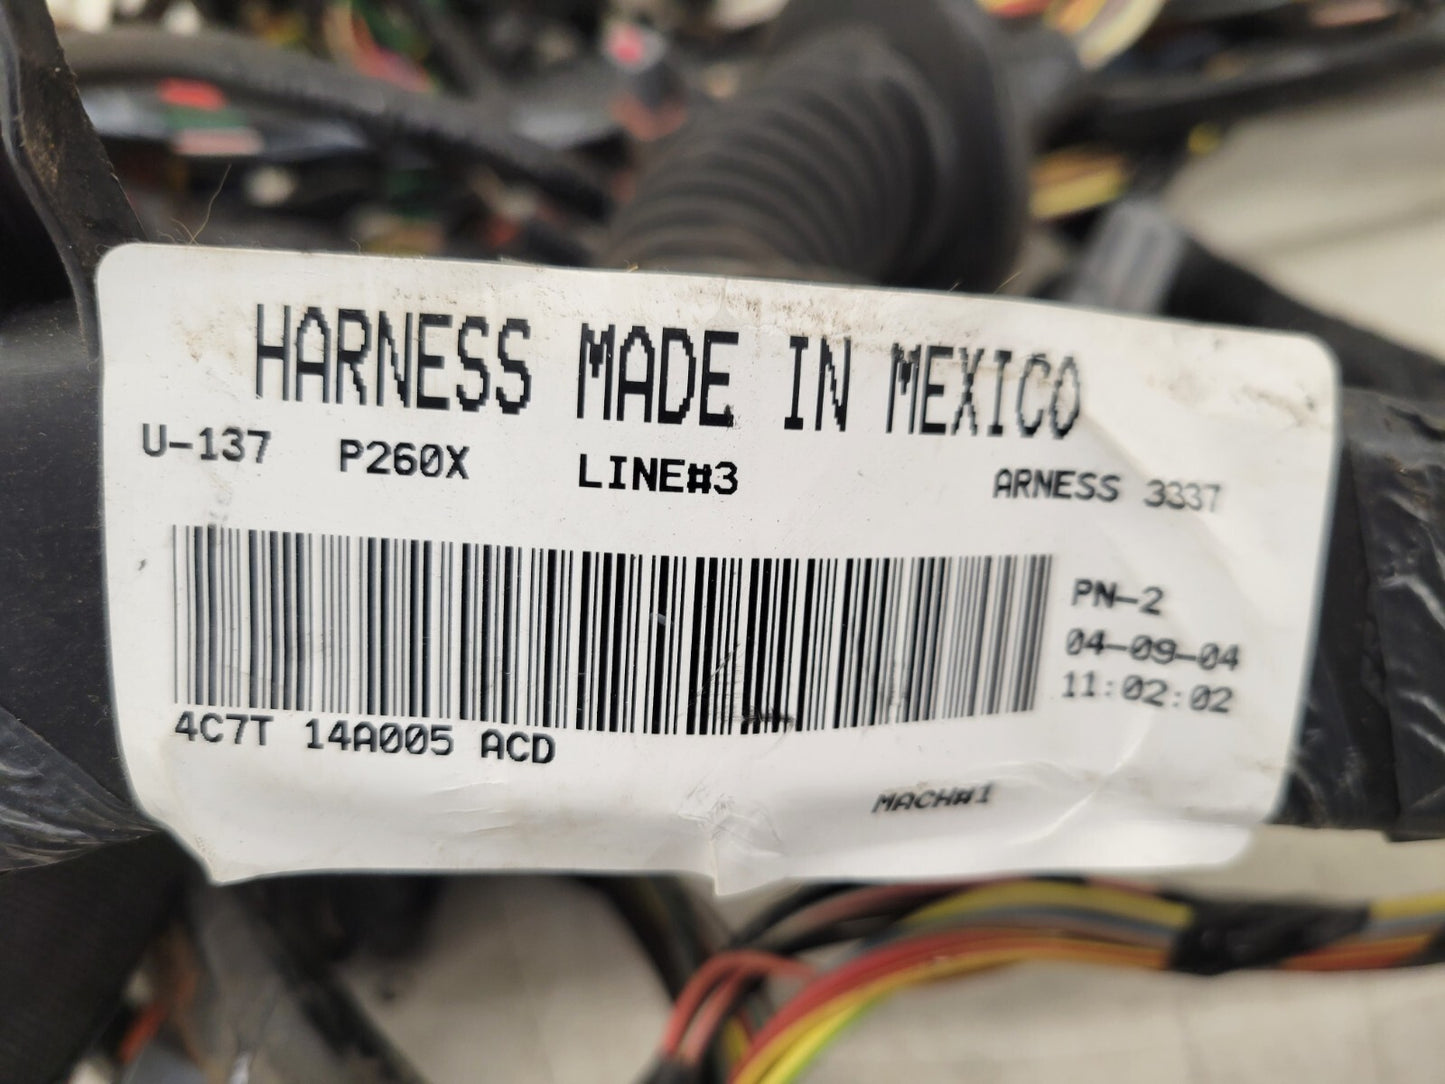 HARNESS MADE IN MEXICO
U-137 P260X LINE#3 ARNESS 3337
PN-2
04-09-04
11:02:02
4C7T 14A005 ACD
MACH#1